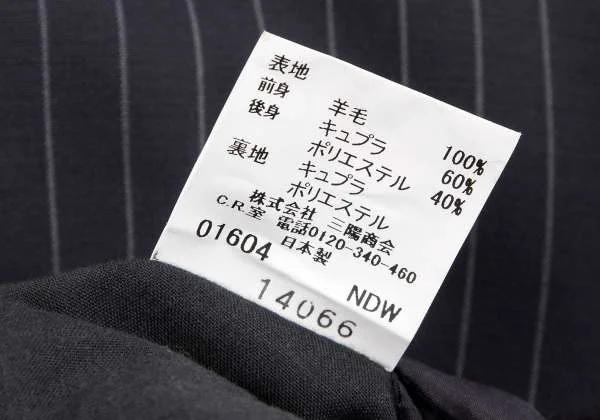 表地
前身 羊毛 100%
後身 キュプラ 60%
ポリエステル 40%
裏地 キュプラ
ポリエステル
株式会社 三陽商会
C.R.室 電話0120-340-460
日本製
01604 NDW
14066